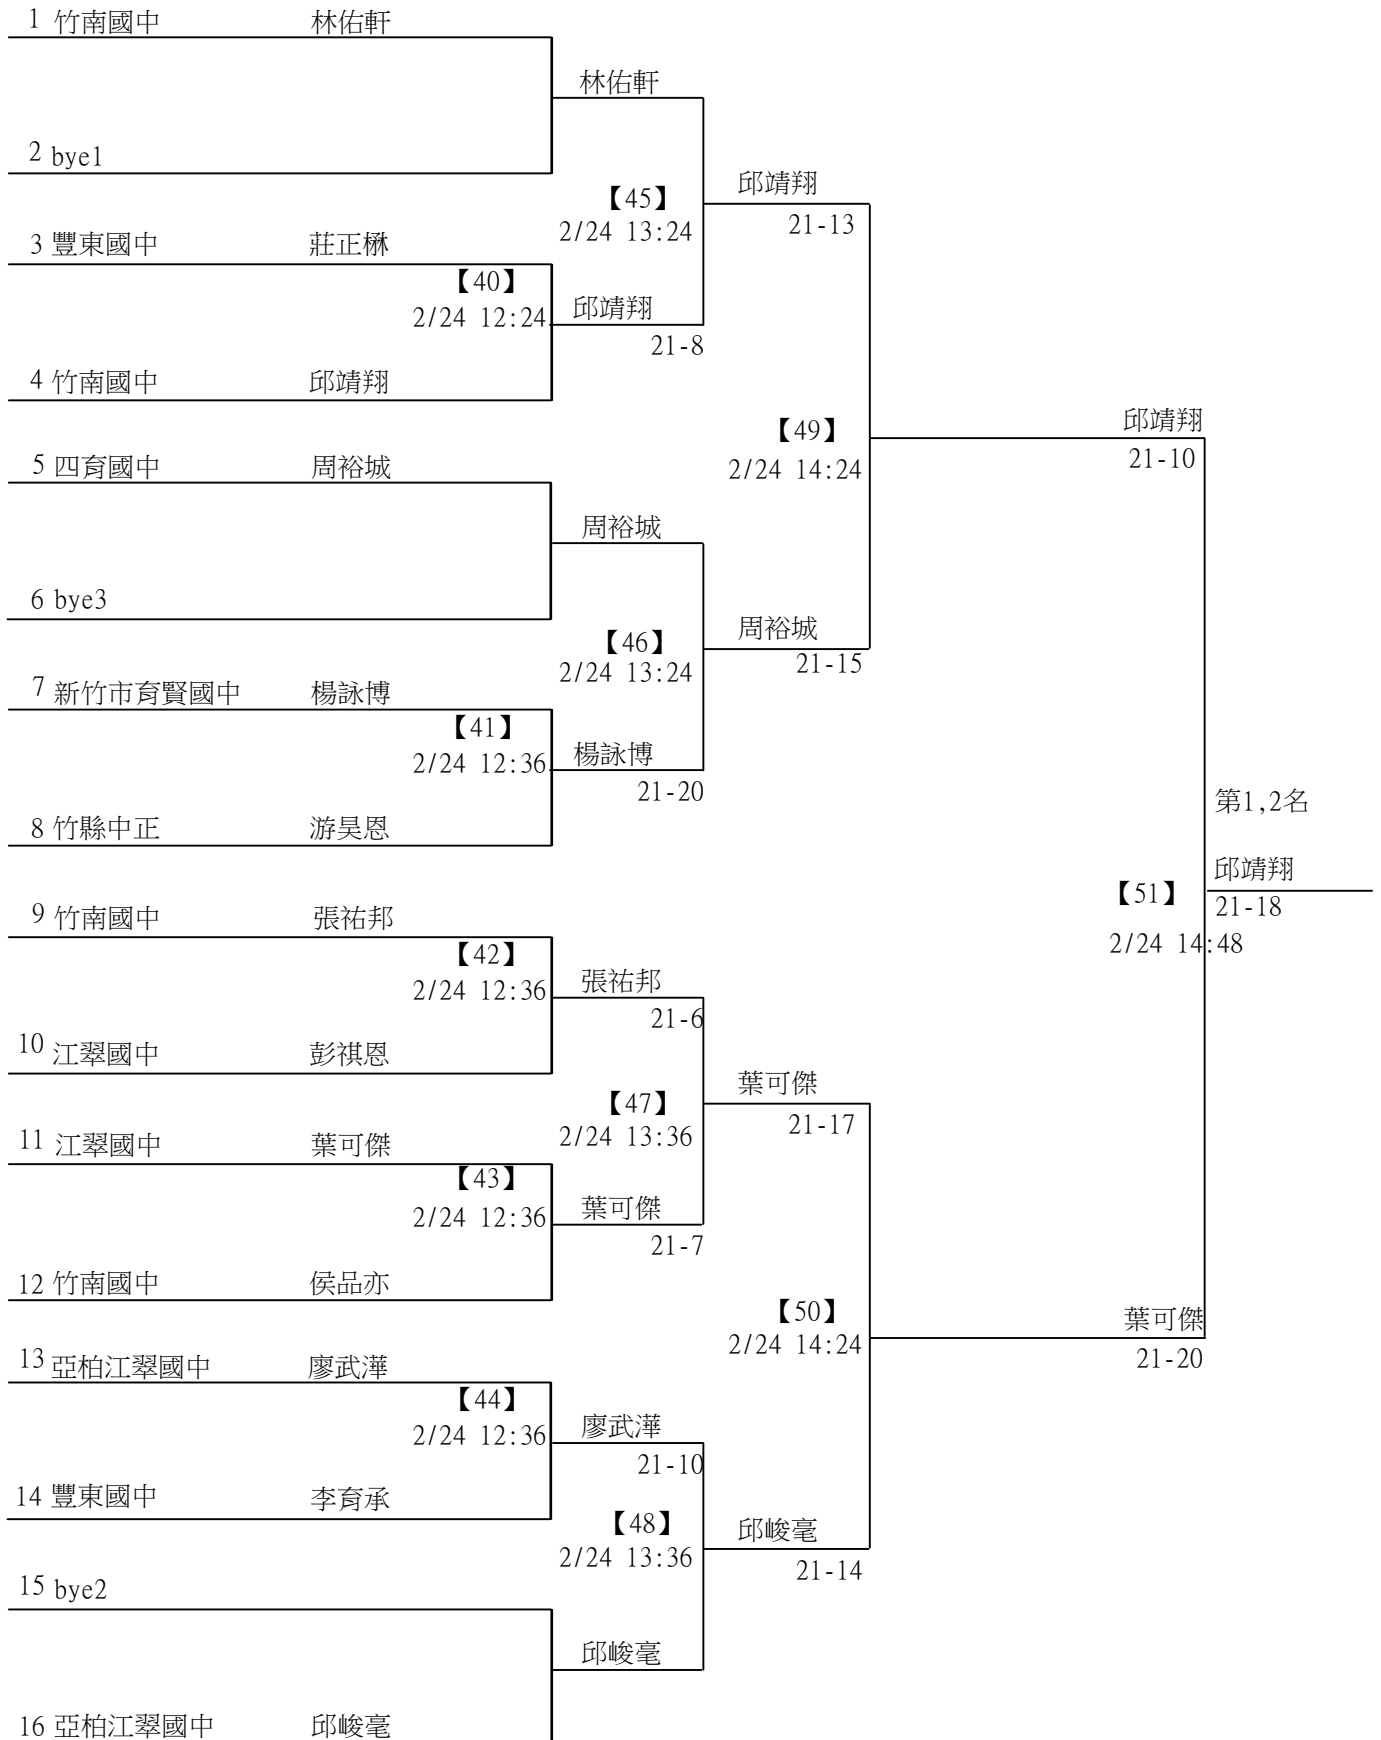 1 竹南國中 林佑軒
林佑軒
2 bye1
邱靖翔
【45】
21-13
2/24 13:24
3 豐東國中 莊正楙
【40】
2/24 12:24
邱靖翔
21-8
4 竹南國中 邱靖翔
邱靖翔
【49】
21-10
2/24 14:24
5 四育國中 周裕城
周裕城
6 bye3
周裕城
【46】
21-15
2/24 13:24
7 新竹市育賢國中 楊詠博
【41】
2/24 12:36
楊詠博
21-20
8 竹縣中正 游昊恩
第1,2名
邱靖翔
【51】
21-18
2/24 14:48
9 竹南國中 張祐邦
【42】
2/24 12:36
張祐邦
21-6
10 江翠國中 彭祺恩
葉可傑
【47】
21-17
2/24 13:36
11 江翠國中 葉可傑
【43】
2/24 12:36
葉可傑
21-7
12 竹南國中 侯品亦
【50】
2/24 14:24
葉可傑
21-20
13 亞柏江翠國中 廖武澕
【44】
2/24 12:36
廖武澕
21-10
14 豐東國中 李育承
【48】
2/24 13:36
邱峻毫
21-14
15 bye2
邱峻毫
16 亞柏江翠國中 邱峻毫